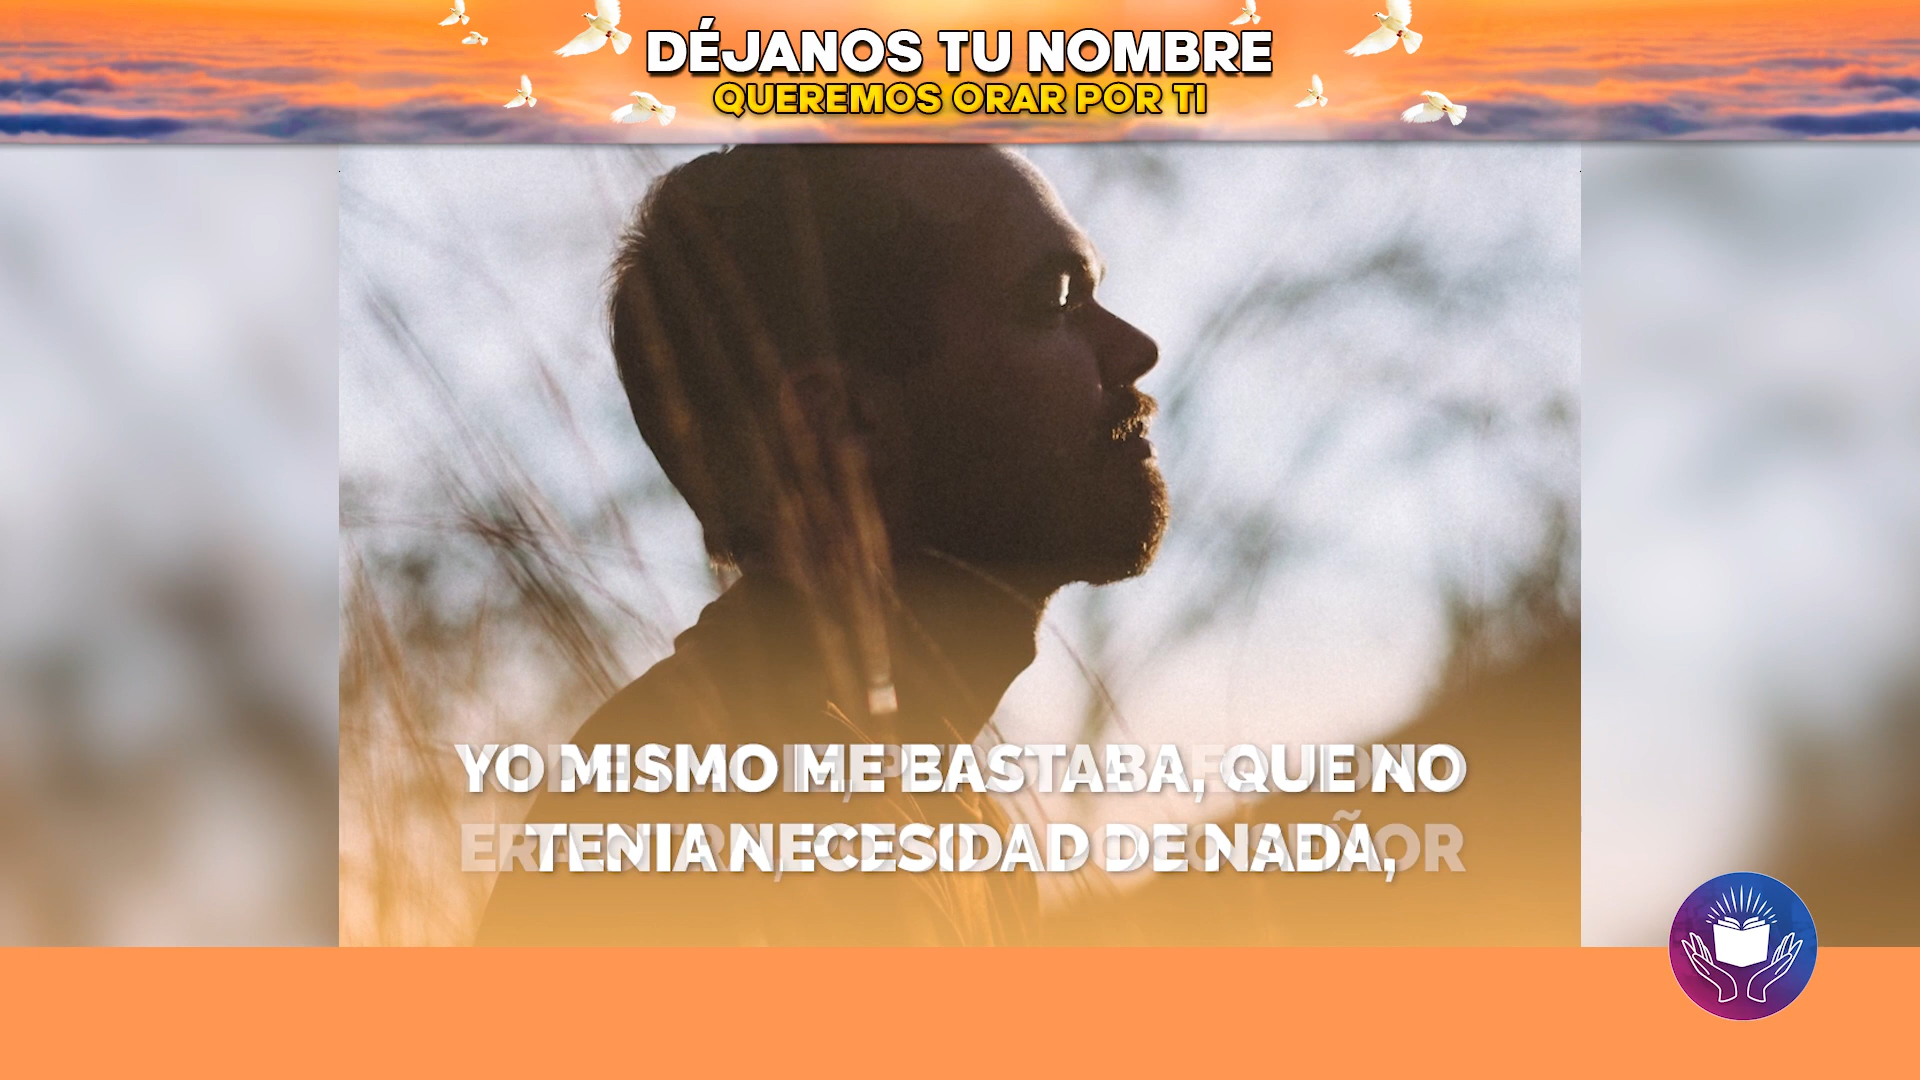 DÉJANOS TU NOMBRE
QUEREMOS ORAR POR TI
YO MISMO ME BASTABA, QUE NO
TENIA NECESIDAD DE NADA,